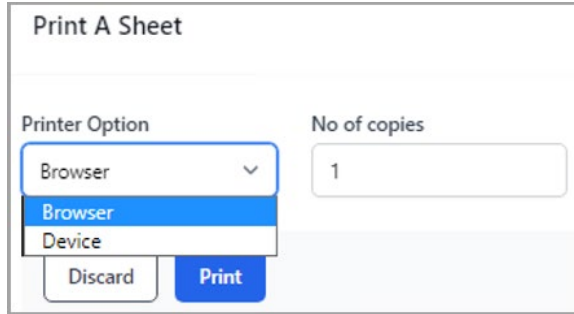 Print A Sheet
Printer Option No of copies
Browser 1
Browser
Device
Discard Print